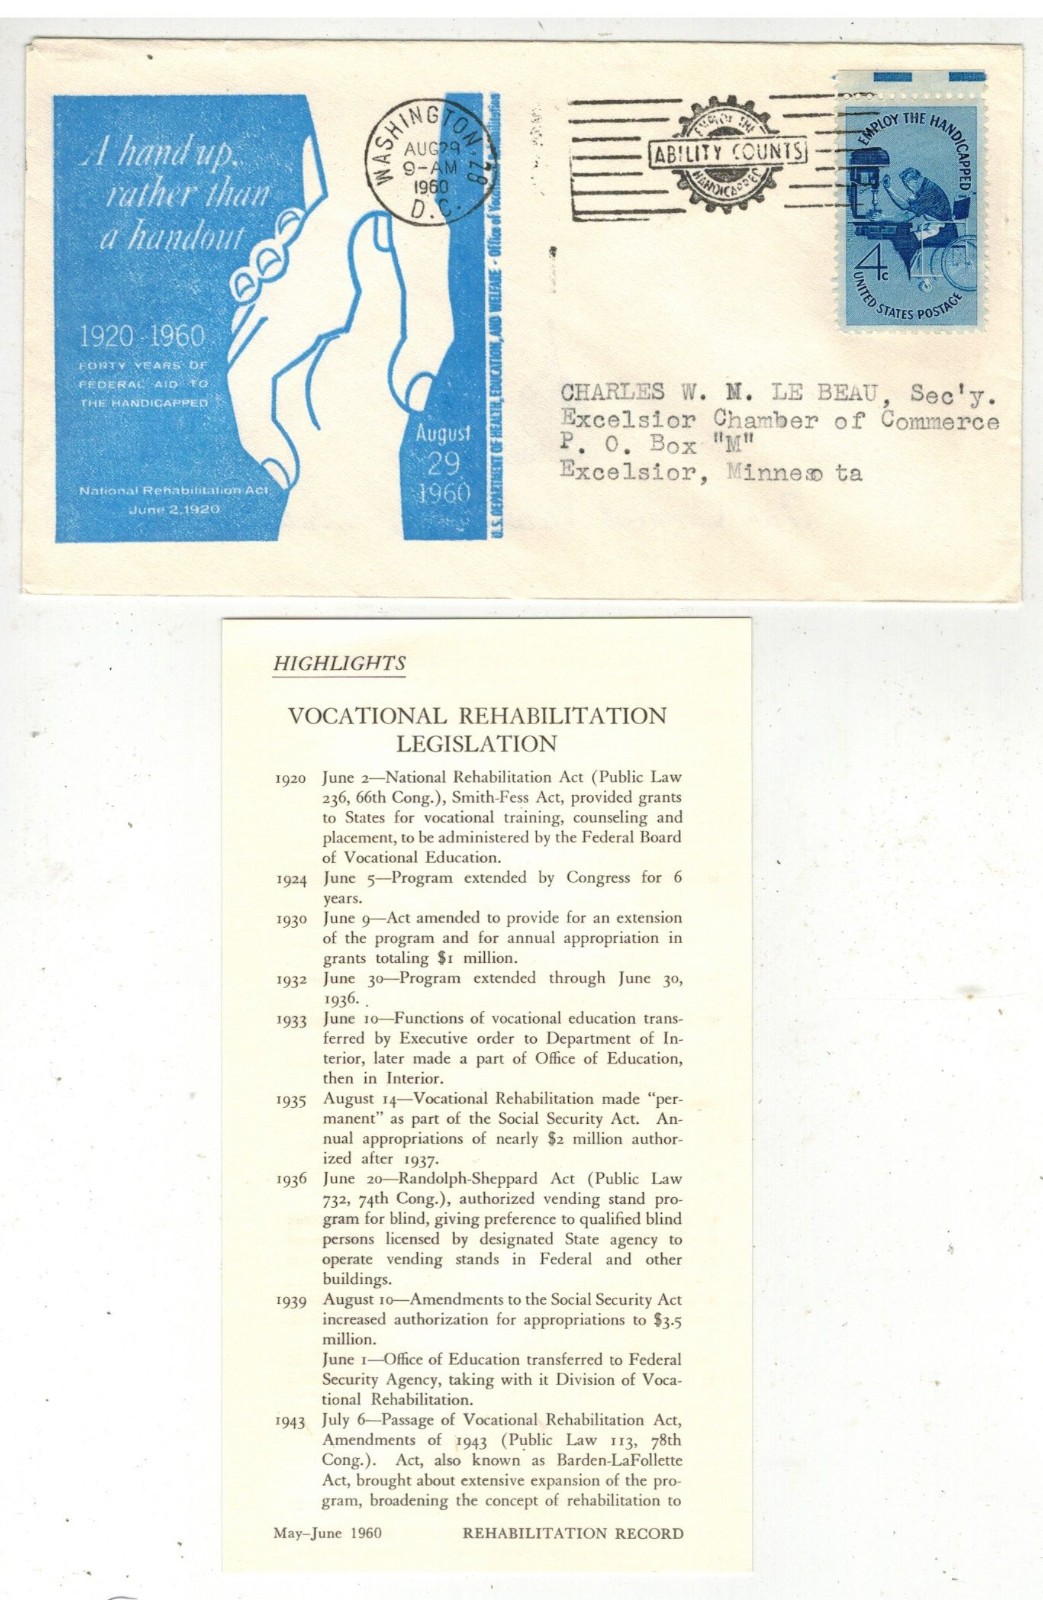 A hand up,
rather than
a handout
1920-1960
FORTY YEARS OF
FEDERAL AID TO
THE HANDICAPPED
National Rehabilitation Act
June 2, 1920
August
29
1960
U.S. DEPARTMENT OF HEALTH, EDUCATION, AND WELFARE - Office of Vocational Rehabilitation
WASHINGTON 28
AUG 29
9-AM
1960
D.C.
EMPLOY THE
ABILITY COUNTS
HANDICAPPED
EMPLOY THE HANDICAPPED
4c
UNITED STATES POSTAGE
CHARLES W. M. LE BEAU, Sec'y.
Excelsior Chamber of Commerce
P. O. Box "M"
Excelsior, Minneso ta
HIGHLIGHTS
VOCATIONAL REHABILITATION
LEGISLATION
1920 June 2—National Rehabilitation Act (Public Law
236, 66th Cong.), Smith-Fess Act, provided grants
to States for vocational training, counseling and
placement, to be administered by the Federal Board
of Vocational Education.
1924 June 5—Program extended by Congress for 6
years.
1930 June 9—Act amended to provide for an extension
of the program and for annual appropriation in
grants totaling $1 million.
1932 June 30—Program extended through June 30,
1936.
1933 June 10—Functions of vocational education trans-
ferred by Executive order to Department of In-
terior, later made a part of Office of Education,
then in Interior.
1935 August 14—Vocational Rehabilitation made "per-
manent" as part of the Social Security Act. An-
nual appropriations of nearly $2 million author-
ized after 1937.
1936 June 20—Randolph-Sheppard Act (Public Law
732, 74th Cong.), authorized vending stand pro-
gram for blind, giving preference to qualified blind
persons licensed by designated State agency to
operate vending stands in Federal and other
buildings.
1939 August 10—Amendments to the Social Security Act
increased authorization for appropriations to $3.5
million.
June 1—Office of Education transferred to Federal
Security Agency, taking with it Division of Voca-
tional Rehabilitation.
1943 July 6—Passage of Vocational Rehabilitation Act,
Amendments of 1943 (Public Law 113, 78th
Cong.). Act, also known as Barden-LaFollette
Act, brought about extensive expansion of the pro-
gram, broadening the concept of rehabilitation to
May–June 1960 REHABILITATION RECORD